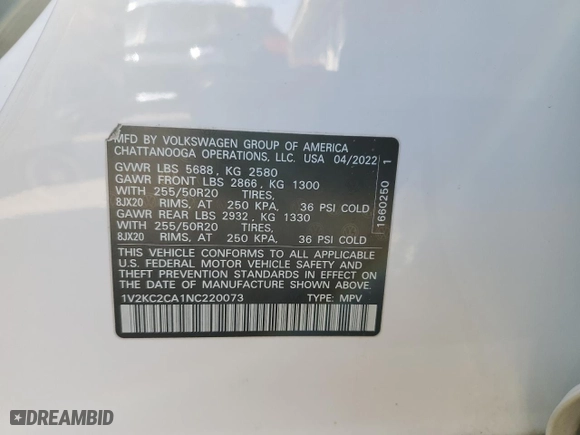 MFD BY VOLKSWAGEN GROUP OF AMERICA
CHATTANOOGA OPERATIONS, LLC. USA 04/2022
GVWR LBS 5688, KG 2580
GAWR FRONT LBS 2866, KG 1300
WITH 255/50R20 TIRES,
8JX20 RIMS, AT 250 KPA, 36 PSI COLD
GAWR REAR LBS 2932, KG 1330
WITH 255/50R20 TIRES,
8JX20 RIMS, AT 250 KPA, 36 PSI COLD
THIS VEHICLE CONFORMS TO ALL APPLICABLE
U.S. FEDERAL MOTOR VEHICLE SAFETY AND
THEFT PREVENTION STANDARDS IN EFFECT ON
THE DATE OF MANUFACTURE SHOWN ABOVE.
1V2KC2CA1NC220073 TYPE: MPV
1660250 1
DREAMBID